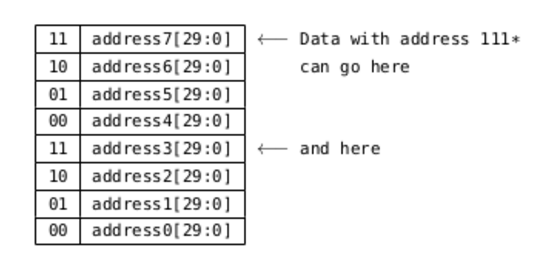 11 address7[29:0] ← Data with address 111*
10 address6[29:0] can go here
01 address5[29:0]
00 address4[29:0]
11 address3[29:0] ← and here
10 address2[29:0]
01 address1[29:0]
00 address0[29:0]